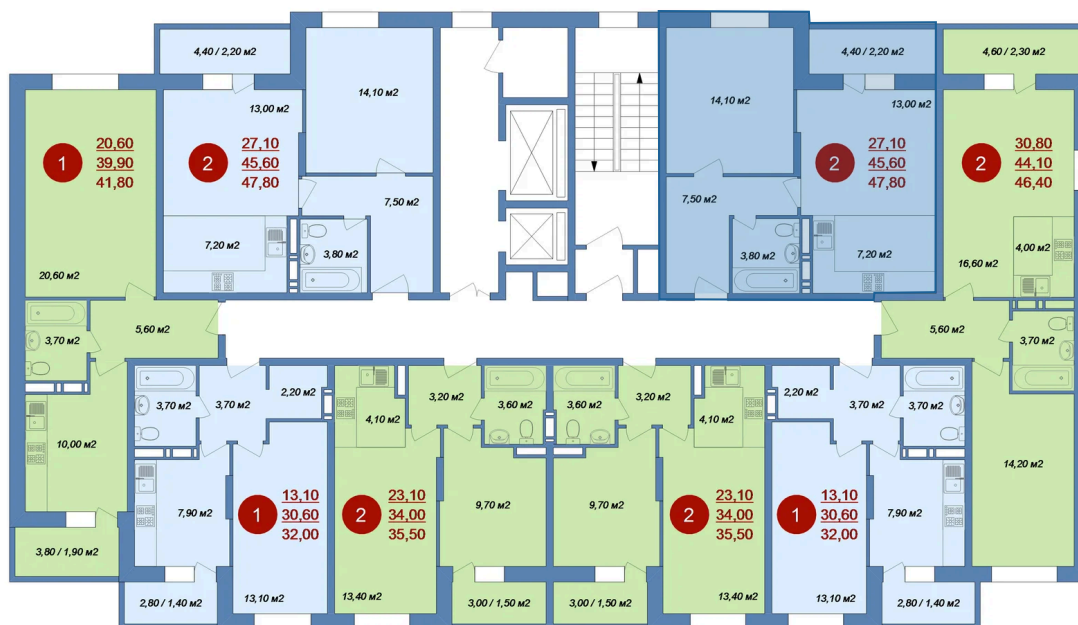 4,40 / 2,20 м2
14,10 м2
13,00 м2
1
20,60
39,90
41,80
2
27,10
45,60
47,80
7,50 м2
7,20 м2
3,80 м2
20,60 м2
14,10 м2
4,40 / 2,20 м2
13,00 м2
2
27,10
45,60
47,80
7,50 м2
3,80 м2
7,20 м2
4,60 / 2,30 м2
2
30,80
44,10
46,40
4,00 м2
16,60 м2
3,70 м2
5,60 м2
5,60 м2
3,70 м2
10,00 м2
3,80 / 1,90 м2
3,70 м2
3,70 м2
2,20 м2
7,90 м2
1
13,10
30,60
32,00
13,10 м2
2,80 / 1,40 м2
4,10 м2
3,20 м2
3,60 м2
2
23,10
34,00
35,50
9,70 м2
13,40 м2
3,00 / 1,50 м2
3,60 м2
3,20 м2
4,10 м2
9,70 м2
2
23,10
34,00
35,50
3,00 / 1,50 м2
13,40 м2
2,20 м2
3,70 м2
3,70 м2
1
13,10
30,60
32,00
7,90 м2
13,10 м2
2,80 / 1,40 м2
14,20 м2